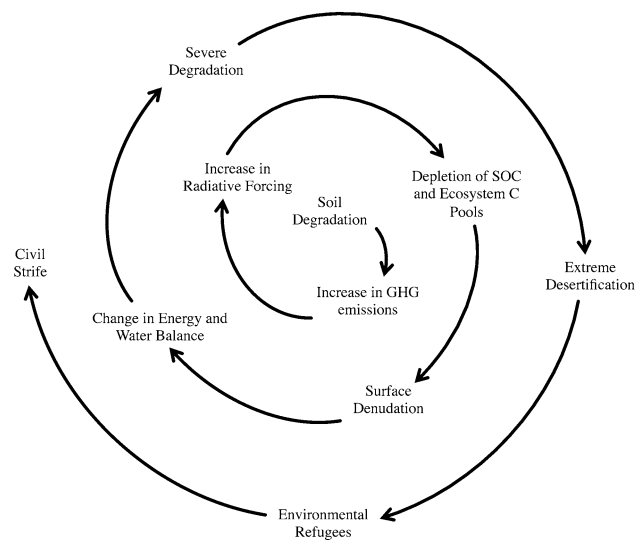 Severe
Degradation
Increase in
Radiative Forcing
Depletion of SOC
and Ecosystem C
Pools
Soil
Degradation
Civil
Strife
Extreme
Desertification
Increase in GHG
emissions
Change in Energy and
Water Balance
Surface
Denudation
Environmental
Refugees